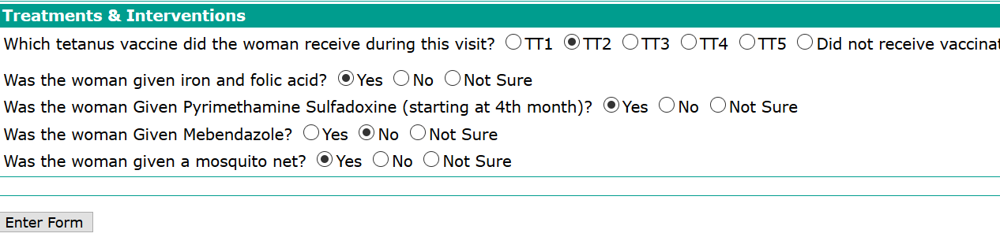 Treatments & Interventions
Which tetanus vaccine did the woman receive during this visit? TT1 TT2 TT3 TT4 TT5 Did not receive
Was the woman given iron and folic acid? Yes No Not Sure
Was the woman Given Pyrimethamine Sulfadoxine (starting at 4th month)? Yes No Not Sure
Was the woman Given Mebendazole? Yes No Not Sure
Was the woman given a mosquito net? Yes No Not Sure
Enter Form